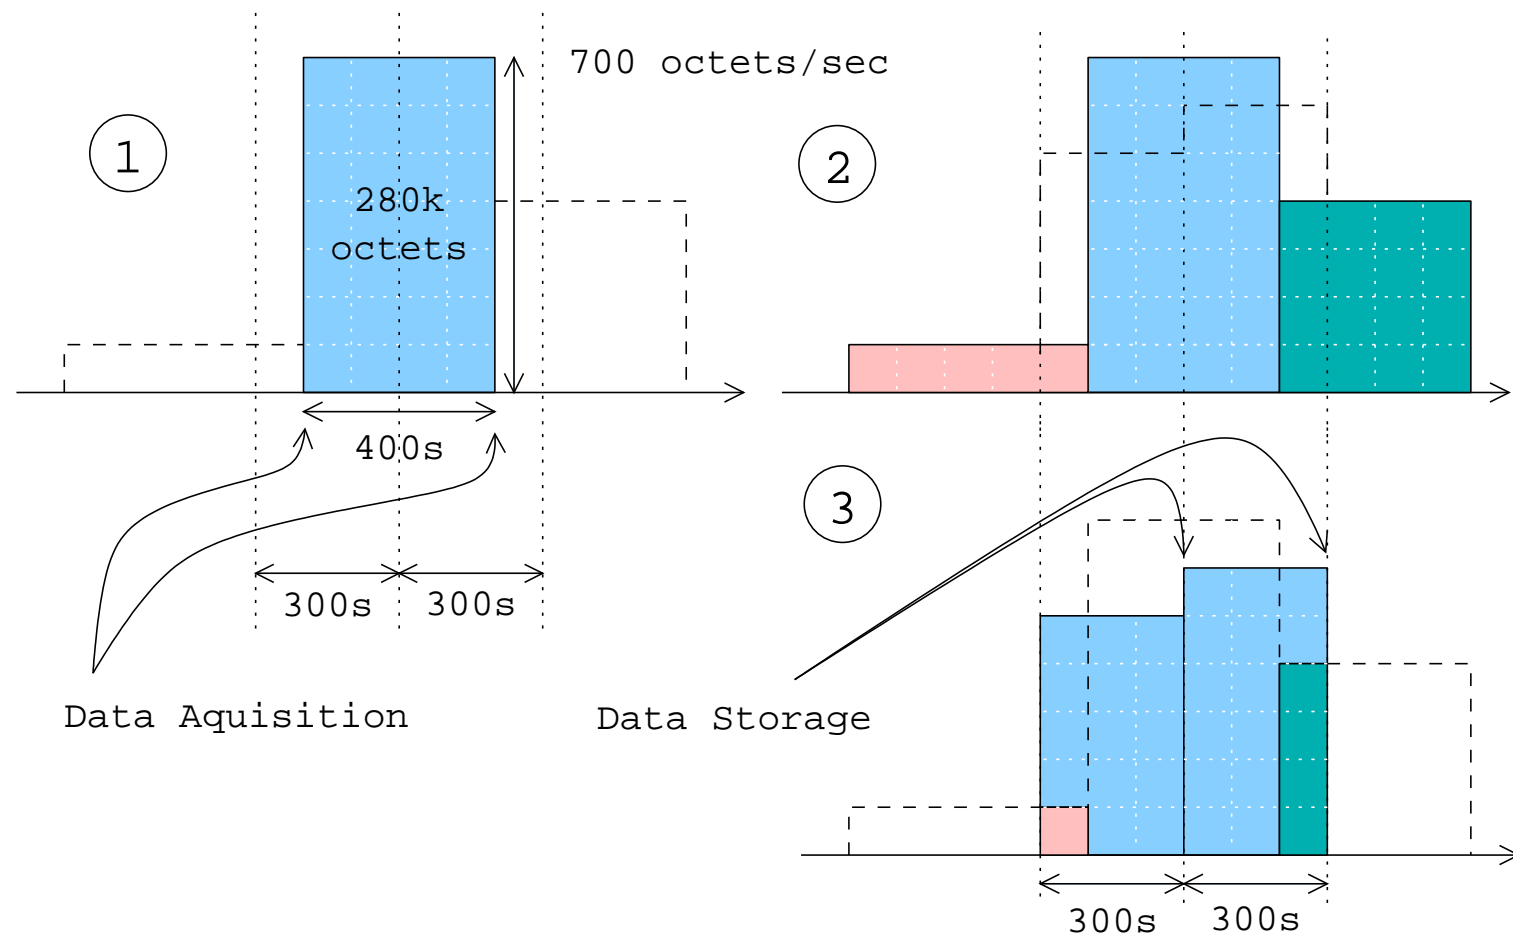 700 octets/sec
1
280k
octets
400s
300s
300s
Data Aquisition
2
3
Data Storage
300s
300s